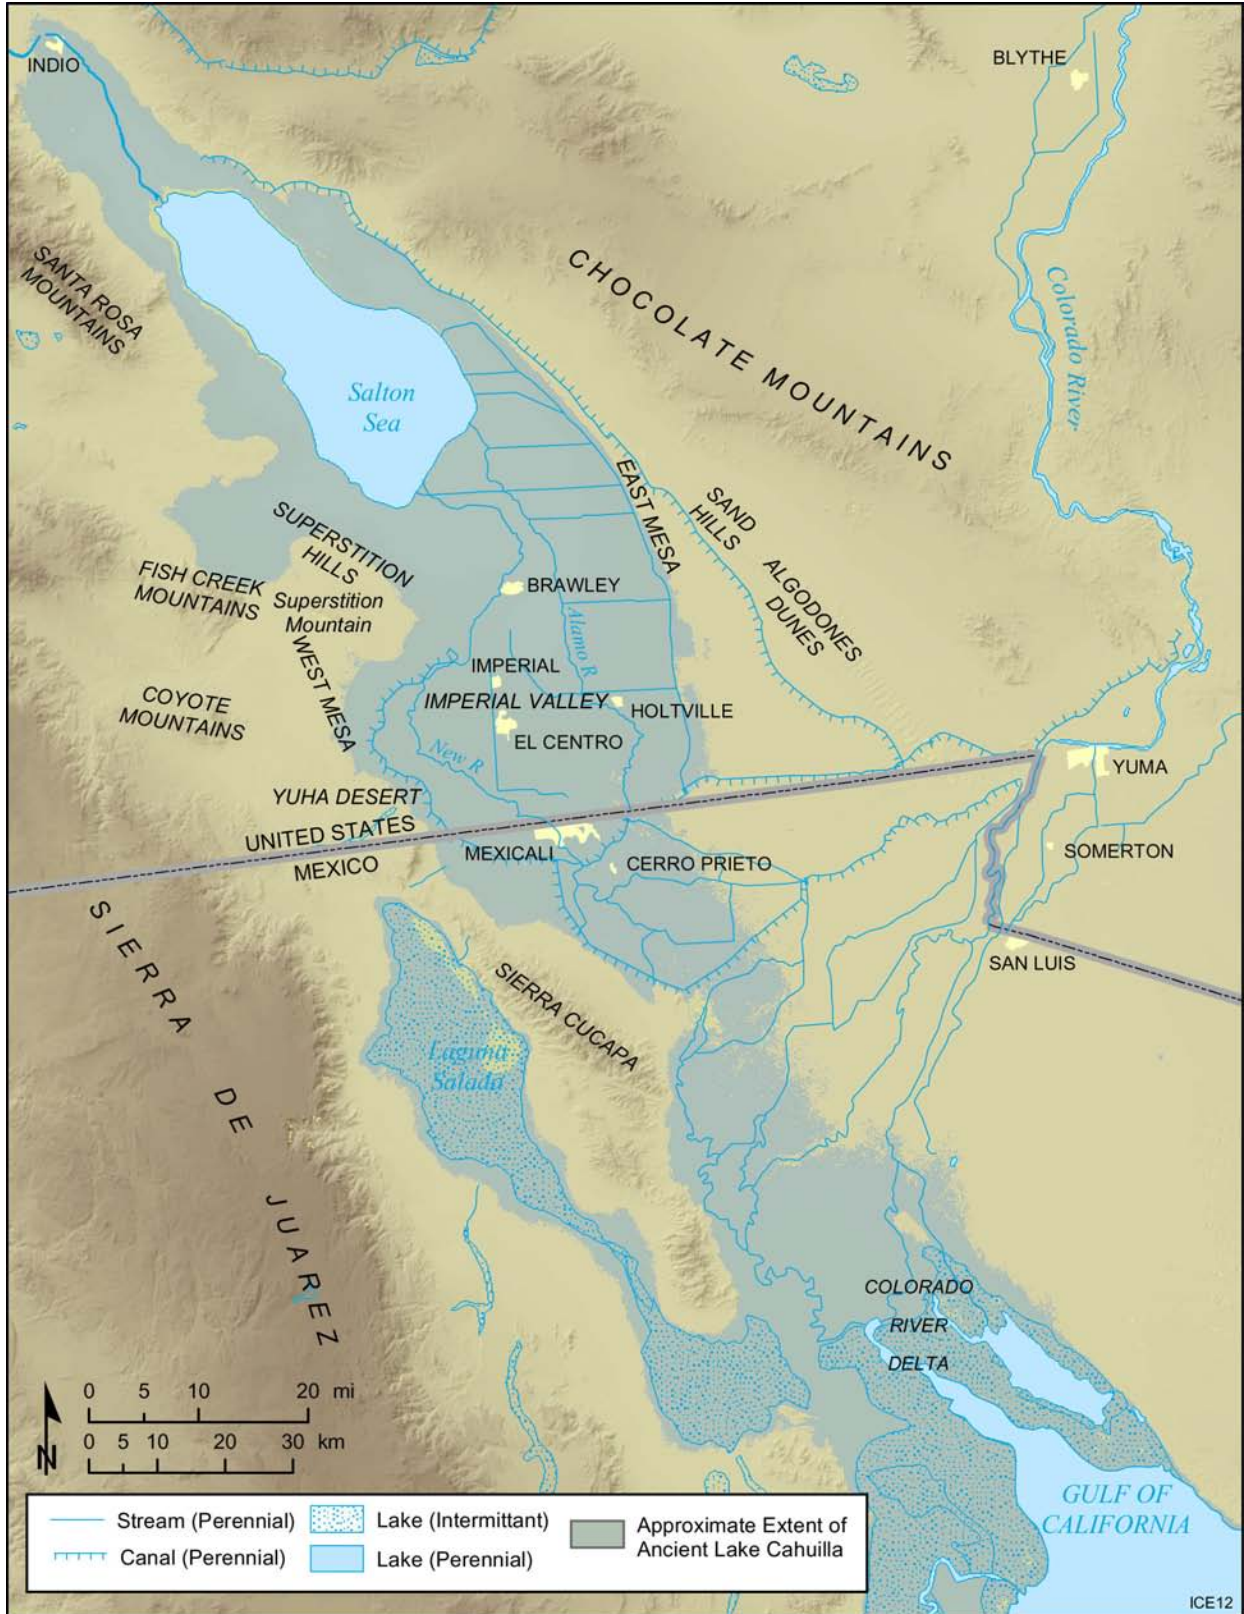 INDIO
BLYTHE
SANTA ROSA
MOUNTAINS
CHOCOLATE MOUNTAINS
Colorado River
Salton
Sea
EAST MESA
SAND
HILLS
ALGODONES
DUNES
SUPERSTITION
HILLS
FISH CREEK
MOUNTAINS
Superstition
Mountain
BRAWLEY
Alamo R
WEST MESA
IMPERIAL
IMPERIAL VALLEY
HOLTVILLE
COYOTE
MOUNTAINS
EL CENTRO
New R
YUMA
YUHA DESERT
UNITED STATES
MEXICO
MEXICALI
CERRO PRIETO
SOMERTON
SAN LUIS
SIERRA DE JUAREZ
SIERRA CUCAPA
Laguna
Salada
COLORADO
RIVER
DELTA
GULF OF
CALIFORNIA
0 5 10 20 mi
0 5 10 20 30 km
N
Stream (Perennial)
Canal (Perennial)
Lake (Intermittant)
Lake (Perennial)
Approximate Extent of
Ancient Lake Cahuilla
ICE12